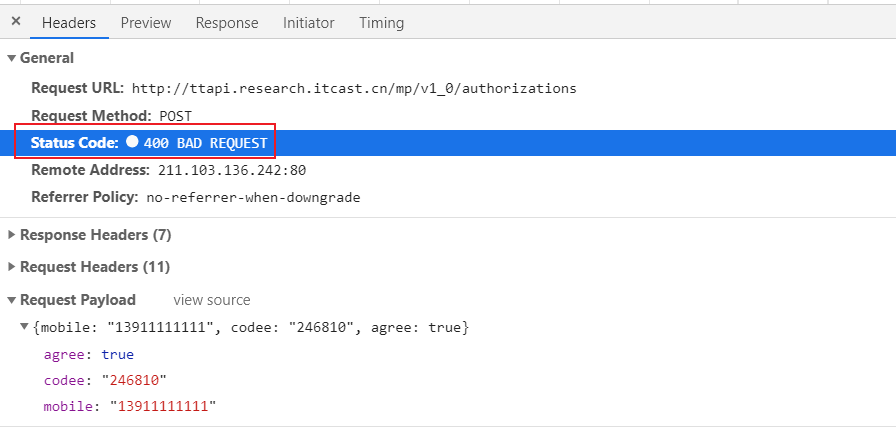 × Headers Preview Response Initiator Timing
▼ General
Request URL: http://ttapi.research.itcast.cn/mp/v1_0/authorizations
Request Method: POST
Status Code: 400 BAD REQUEST
Remote Address: 211.103.136.242:80
Referrer Policy: no-referrer-when-downgrade
▶ Response Headers (7)
▶ Request Headers (11)
▼ Request Payload view source
▼ {mobile: "13911111111", codee: "246810", agree: true}
agree: true
codee: "246810"
mobile: "13911111111"